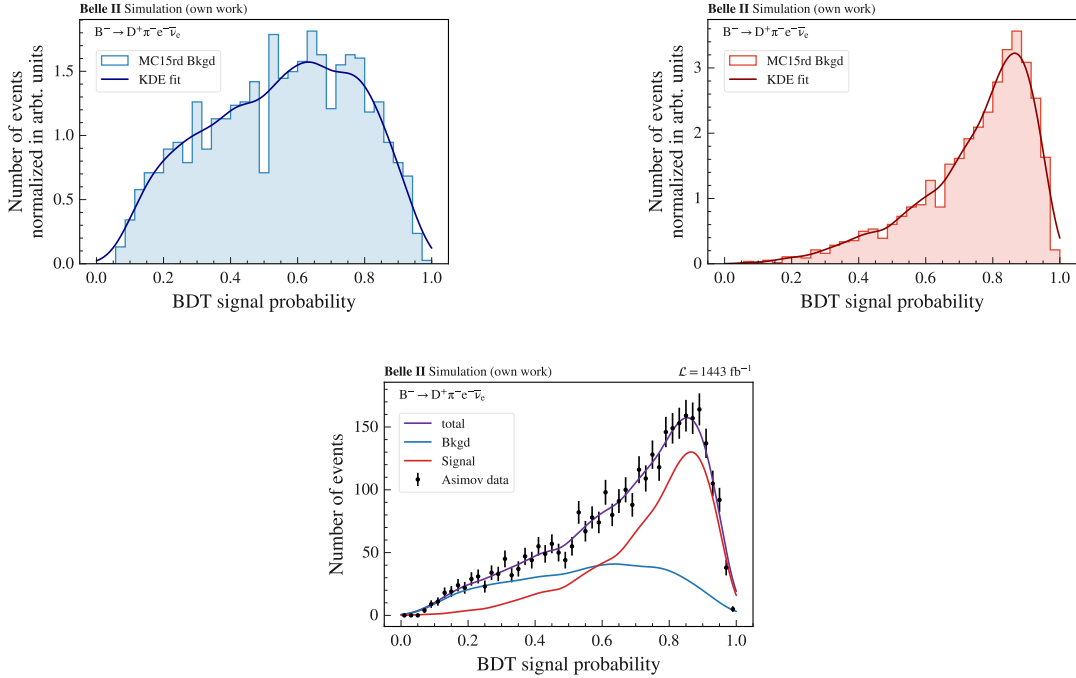 Belle II Simulation (own work)
B⁻ → D⁺π⁻e⁻ν̅ₑ
MC15rd Bkgd
KDE fit
Number of events
normalized in arbt. units
1.5
1.0
0.5
0.0
0.0 0.2 0.4 0.6 0.8 1.0
BDT signal probability
Belle II Simulation (own work)
B⁻ → D⁺π⁻e⁻ν̅ₑ
MC15rd Bkgd
KDE fit
Number of events
normalized in arbt. units
3
2
1
0
0.0 0.2 0.4 0.6 0.8 1.0
BDT signal probability
Belle II Simulation (own work) ℒ = 1443 fb⁻¹
B⁻ → D⁺π⁻e⁻ν̅ₑ
total
Bkgd
Signal
Asimov data
Number of events
150
100
50
0
0.0 0.2 0.4 0.6 0.8 1.0
BDT signal probability